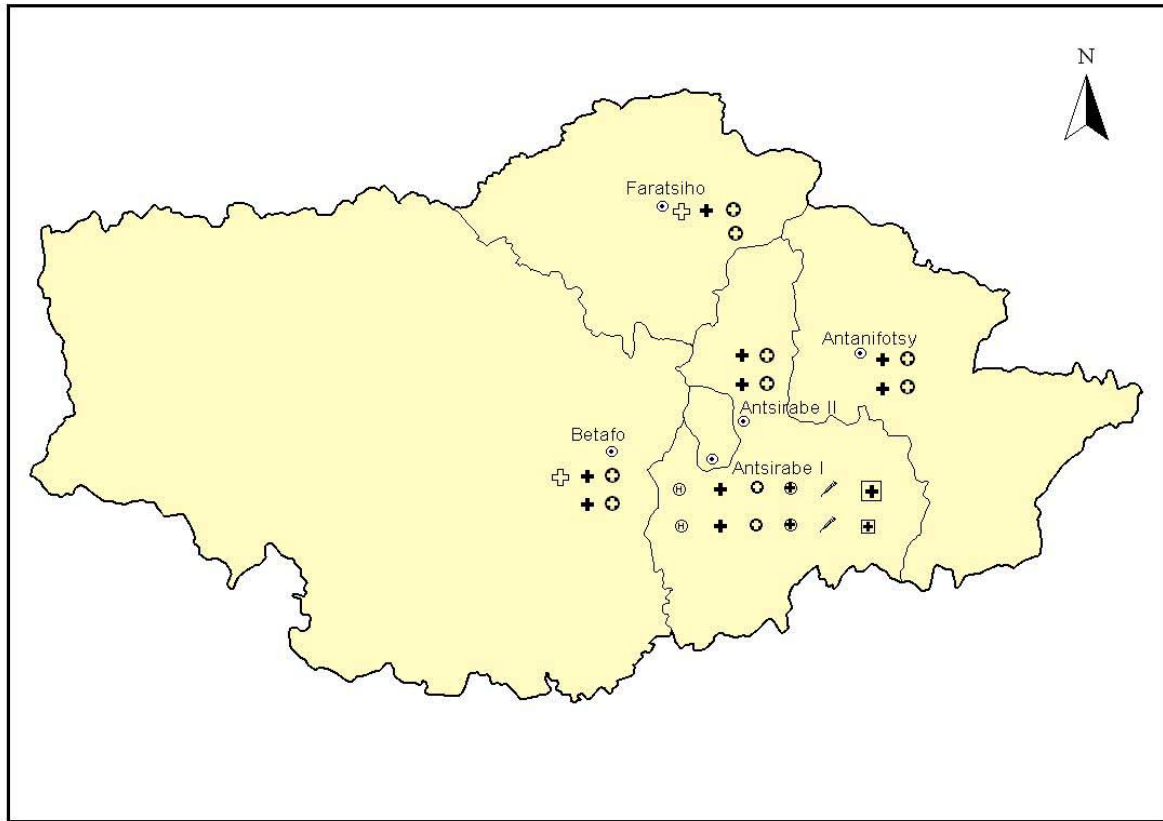 N
Faratsiho
Antanifotsy
Antsirabe II
Betafo
Antsirabe I
H
H